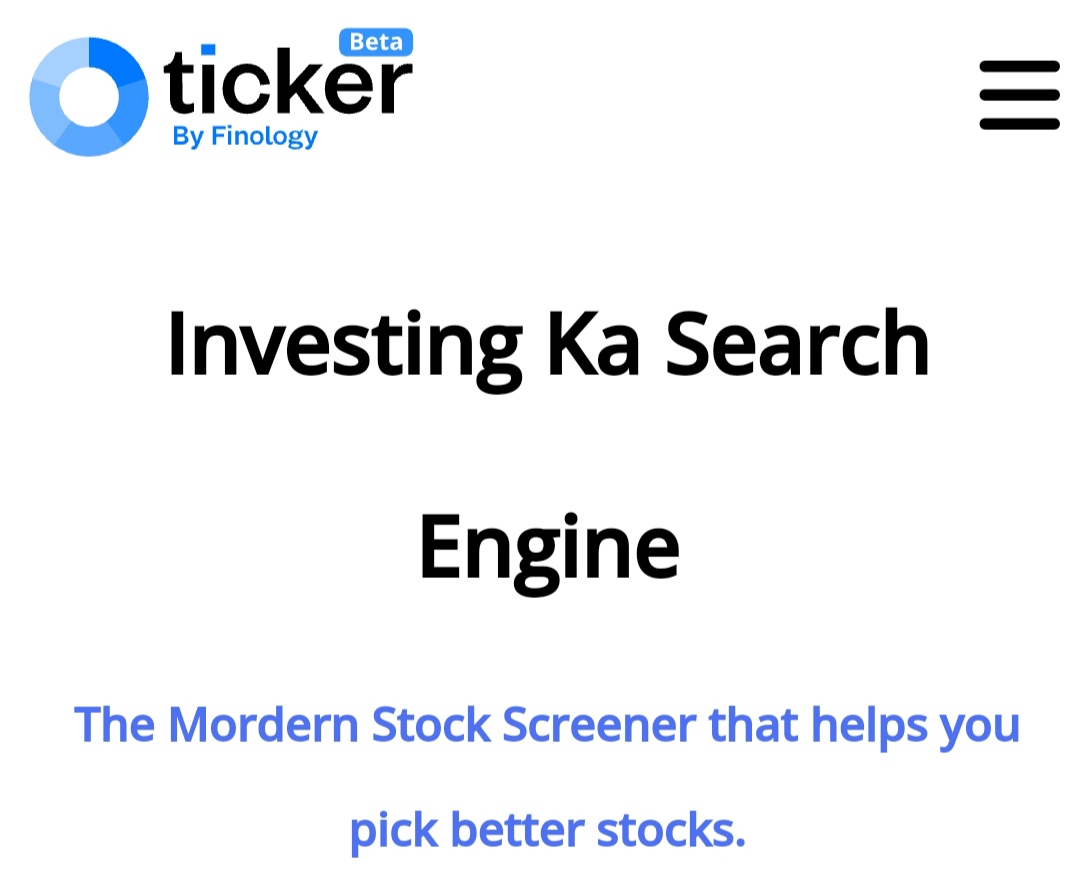 Beta
ticker
By Finology
Investing Ka Search
Engine
The Mordern Stock Screener that helps you
pick better stocks.